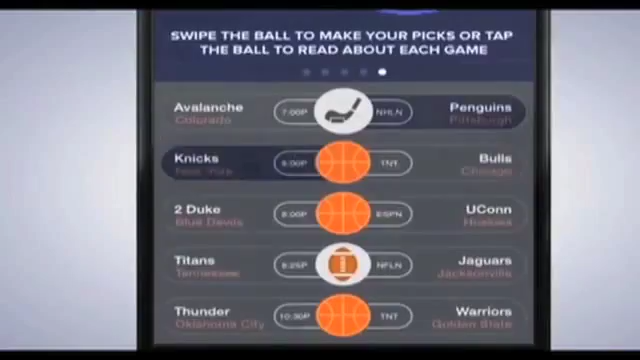 SWIPE THE BALL TO MAKE YOUR PICKS OR TAP
THE BALL TO READ ABOUT EACH GAME
Avalanche 7:00P NHLN Penguins
Colorado Pittsburgh
Knicks 8:00P TNT Bulls
New York Chicago
2 Duke 8:00P ESPN UConn
Blue Devils Huskies
Titans 8:25P NFLN Jaguars
Tennessee Jacksonville
Thunder 10:30P TNT Warriors
Oklahoma City Golden State